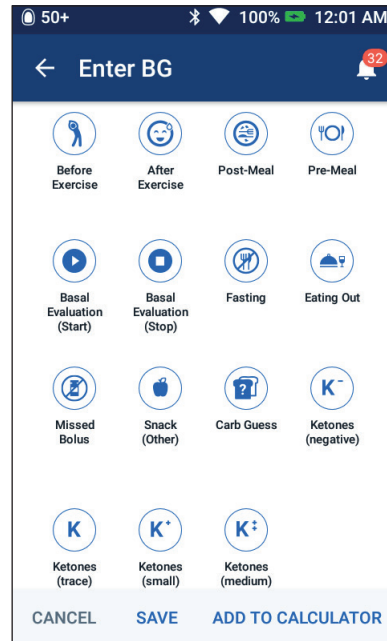 50+ 100% 12:01 AM
Enter BG 32
Before Exercise After Exercise Post-Meal Pre-Meal
Basal Evaluation (Start) Basal Evaluation (Stop) Fasting Eating Out
Missed Bolus Snack (Other) ? Carb Guess K- Ketones (negative)
K Ketones (trace) K+ Ketones (small) K++ Ketones (medium)
CANCEL SAVE ADD TO CALCULATOR